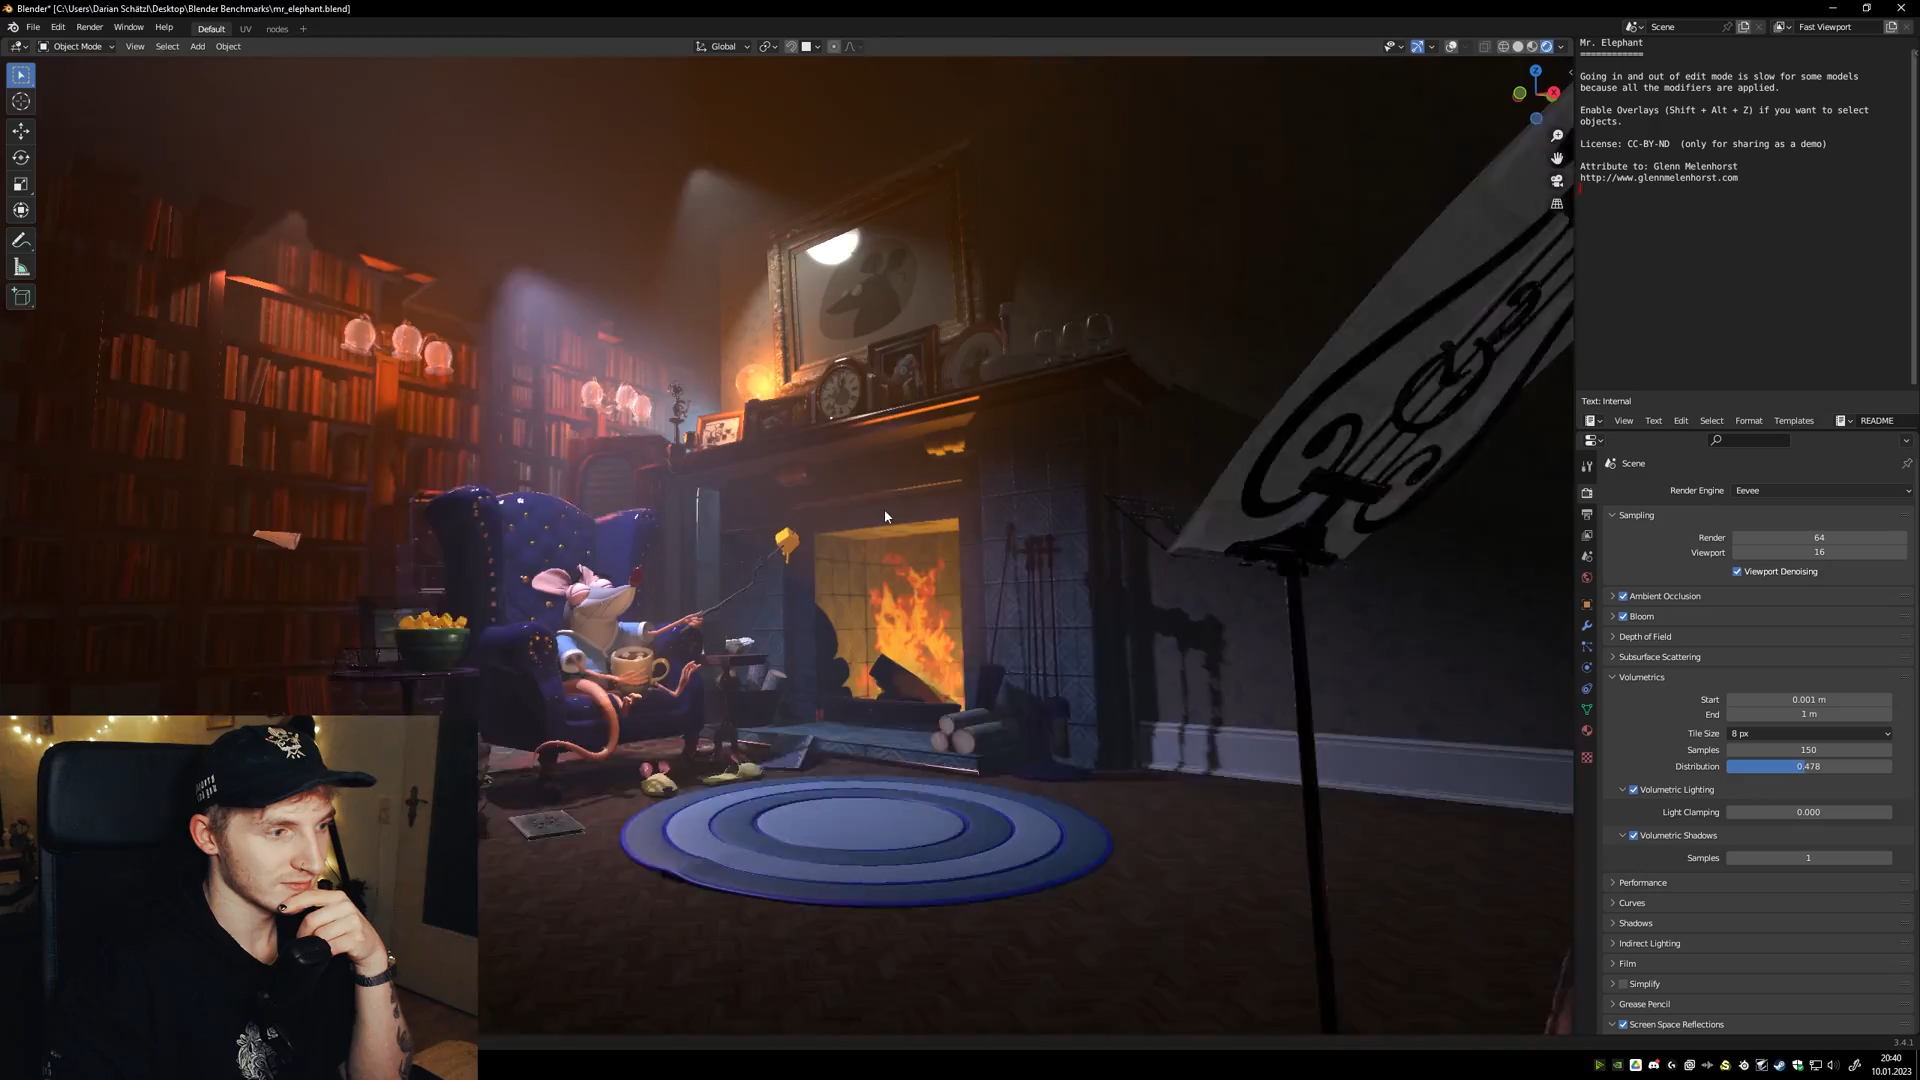 Blender* [C:\Users\Darian Schätzl\Desktop\Blender Benchmarks\mr_elephant.blend]
File Edit Render Window Help Default UV nodes +
Scene Fast Viewport
Object Mode View Select Add Object Global
Z
X
Mr. Elephant
============
Going in and out of edit mode is slow for some models
because all the modifiers are applied.
Enable Overlays (Shift + Alt + Z) if you want to select
objects.
License: CC-BY-ND (only for sharing as a demo)
Attribute to: Glenn Melenhorst
http://www.glennmelenhorst.com
Text: Internal
View Text Edit Select Format Templates README
Scene
Render Engine Eevee
Sampling
Render 64
Viewport 16
Viewport Denoising
Ambient Occlusion
Bloom
Depth of Field
Subsurface Scattering
Volumetrics
Start 0.001 m
End 1 m
Tile Size 8 px
Samples 150
Distribution 0.478
Volumetric Lighting
Light Clamping 0.000
Volumetric Shadows
Samples 1
Performance
Curves
Shadows
Indirect Lighting
Film
Simplify
Grease Pencil
Screen Space Reflections
3.4.1
20:40
10.01.2023